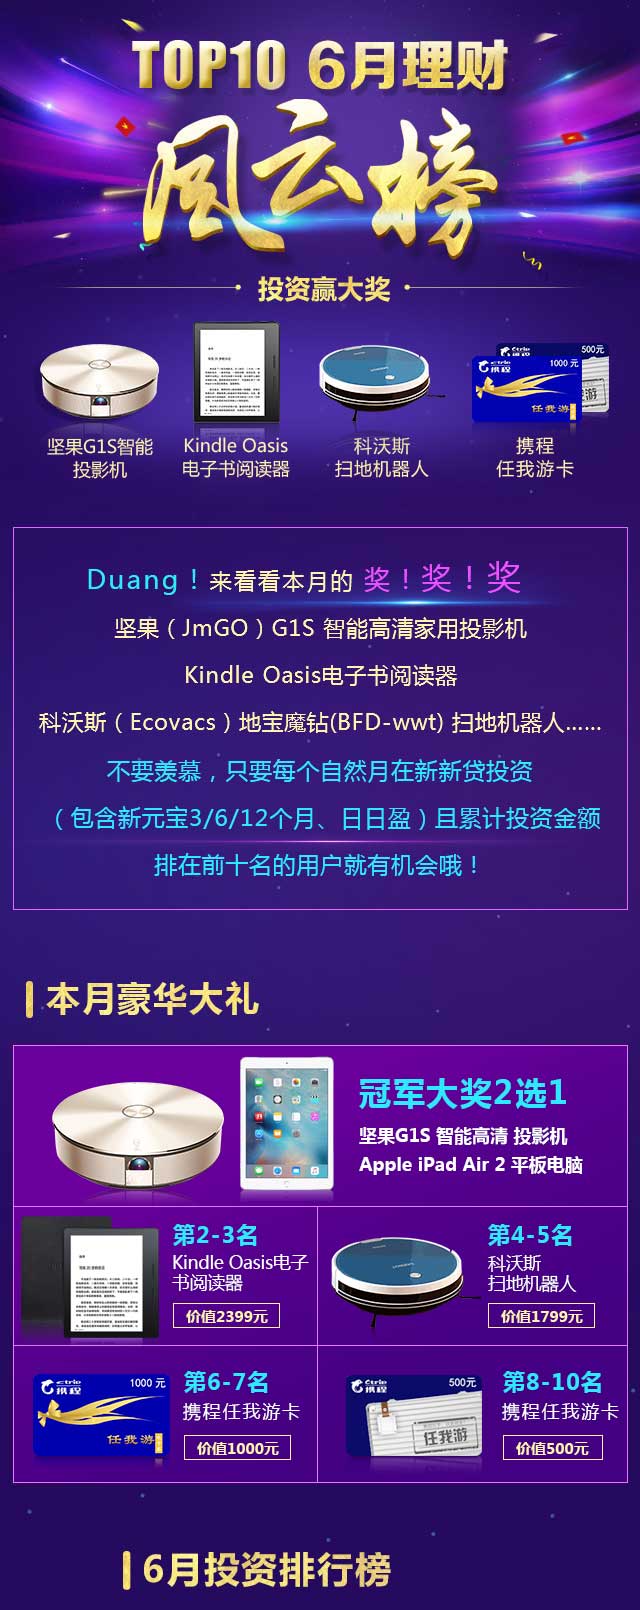 TOP10 6月理财
风云榜
投资赢大奖
Ctrip
携程
500元
1000 元
任我游
坚果G1S智能
投影机
Kindle Oasis
电子书阅读器
科沃斯
扫地机器人
携程
任我游卡
Duang！来看看本月的 奖！奖！奖
坚果（JmGO）G1S 智能高清家用投影机
Kindle Oasis电子书阅读器
科沃斯（Ecovacs）地宝魔钻(BFD-wwt) 扫地机器人……
不要羡慕，只要每个自然月在新新贷投资
（包含新元宝3/6/12个月、日日盈）且累计投资金额
排在前十名的用户就有机会哦！
本月豪华大礼
冠军大奖2选1
坚果G1S 智能高清 投影机
Apple iPad Air 2 平板电脑
第2-3名
Kindle Oasis电子
书阅读器
价值2399元
第4-5名
科沃斯
扫地机器人
价值1799元
Ctrip
携程
1000 元
任我游
第6-7名
携程任我游卡
价值1000元
Ctrip
携程
500元
任我游
第8-10名
携程任我游卡
价值500元
6月投资排行榜